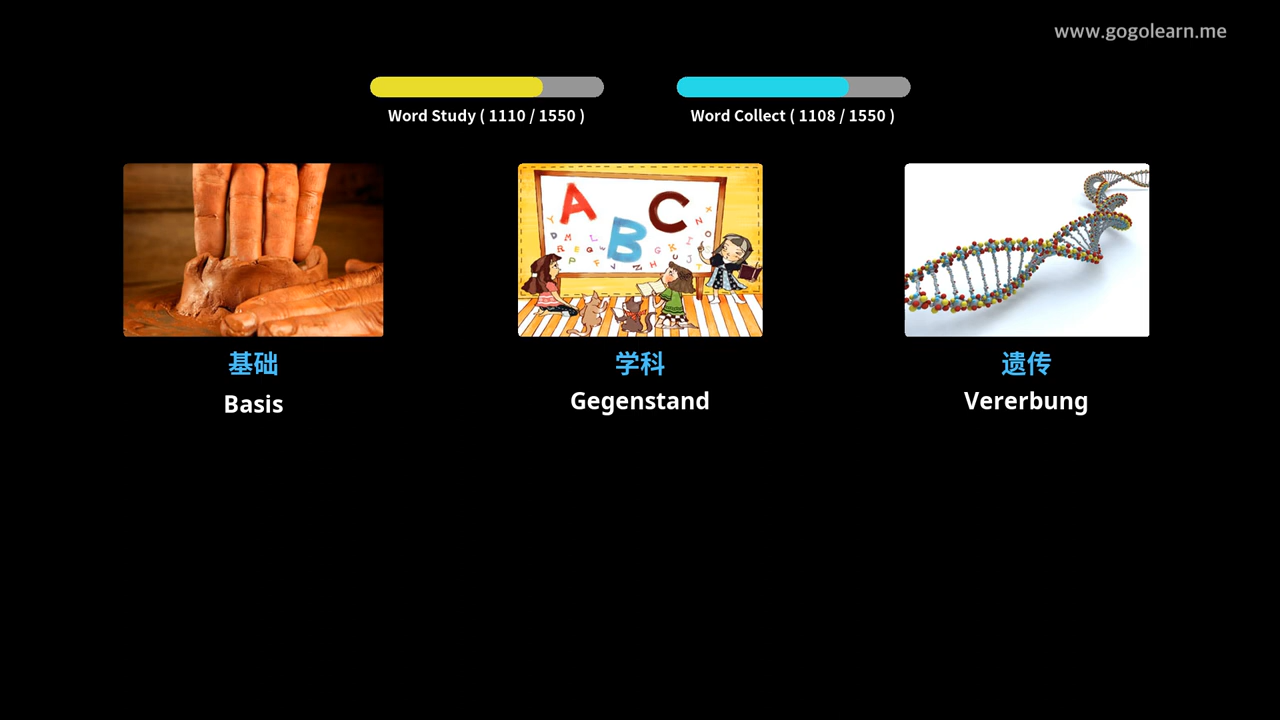 www.gogolearn.me
Word Study ( 1110 / 1550 )
Word Collect ( 1108 / 1550 )
A B C
基础
学科
遗传
Basis
Gegenstand
Vererbung